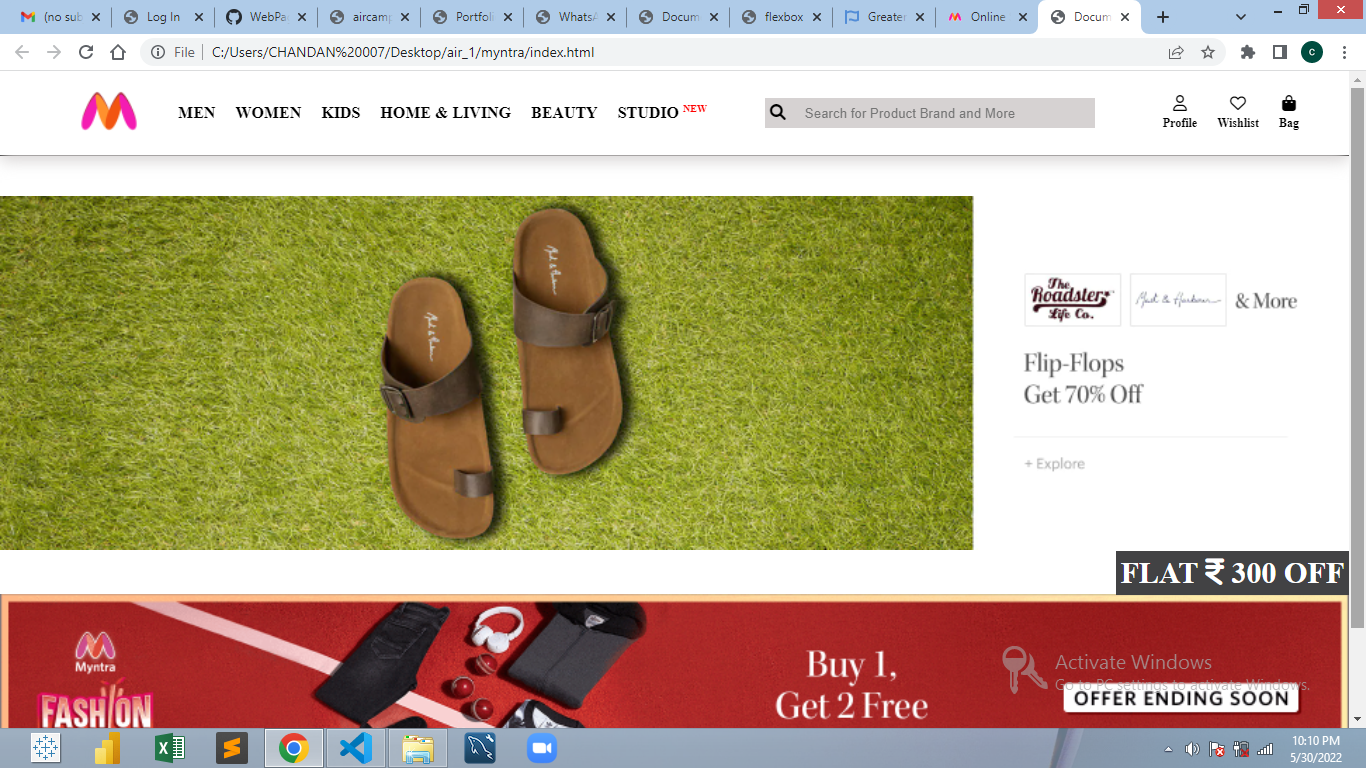 (no sub
Log In
WebPa
aircamp
Portfoli
WhatsA
Docum
flexbox
Greater
Online
Docum
File
C:/Users/CHANDAN%20007/Desktop/air_1/myntra/index.html
c
MEN WOMEN KIDS HOME & LIVING BEAUTY STUDIO NEW
Search for Product Brand and More
Profile Wishlist Bag
The
Roadster
Life Co.
Mast & Harbour
& More
Flip-Flops
Get 70% Off
+ Explore
FLAT ₹ 300 OFF
Myntra
FASHION
Buy 1,
Get 2 Free
OFFER ENDING SOON
Activate Windows
Go to PC settings to activate Windows.
10:10 PM
5/30/2022